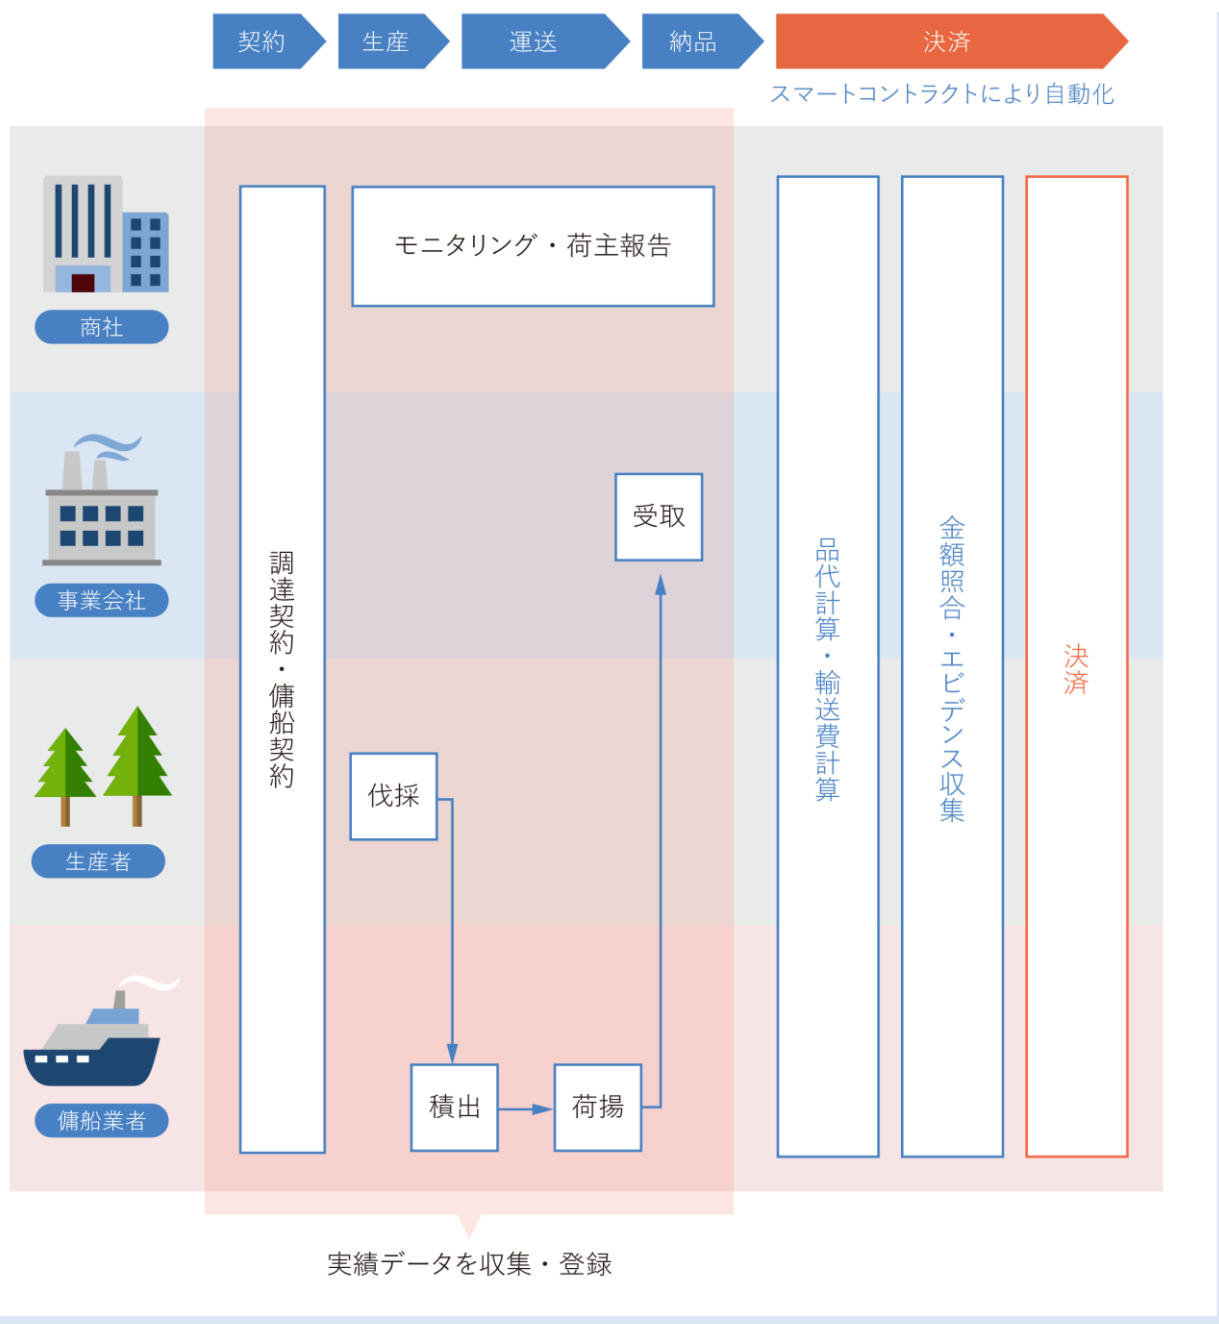 契約
生産
運送
納品
決済
スマートコントラクトにより自動化
商社
モニタリング・荷主報告
事業会社
受取
調達契約・傭船契約
品代計算・輸送費計算
金額照合・エビデンス収集
決済
伐採
生産者
積出
荷揚
傭船業者
実績データを収集・登録